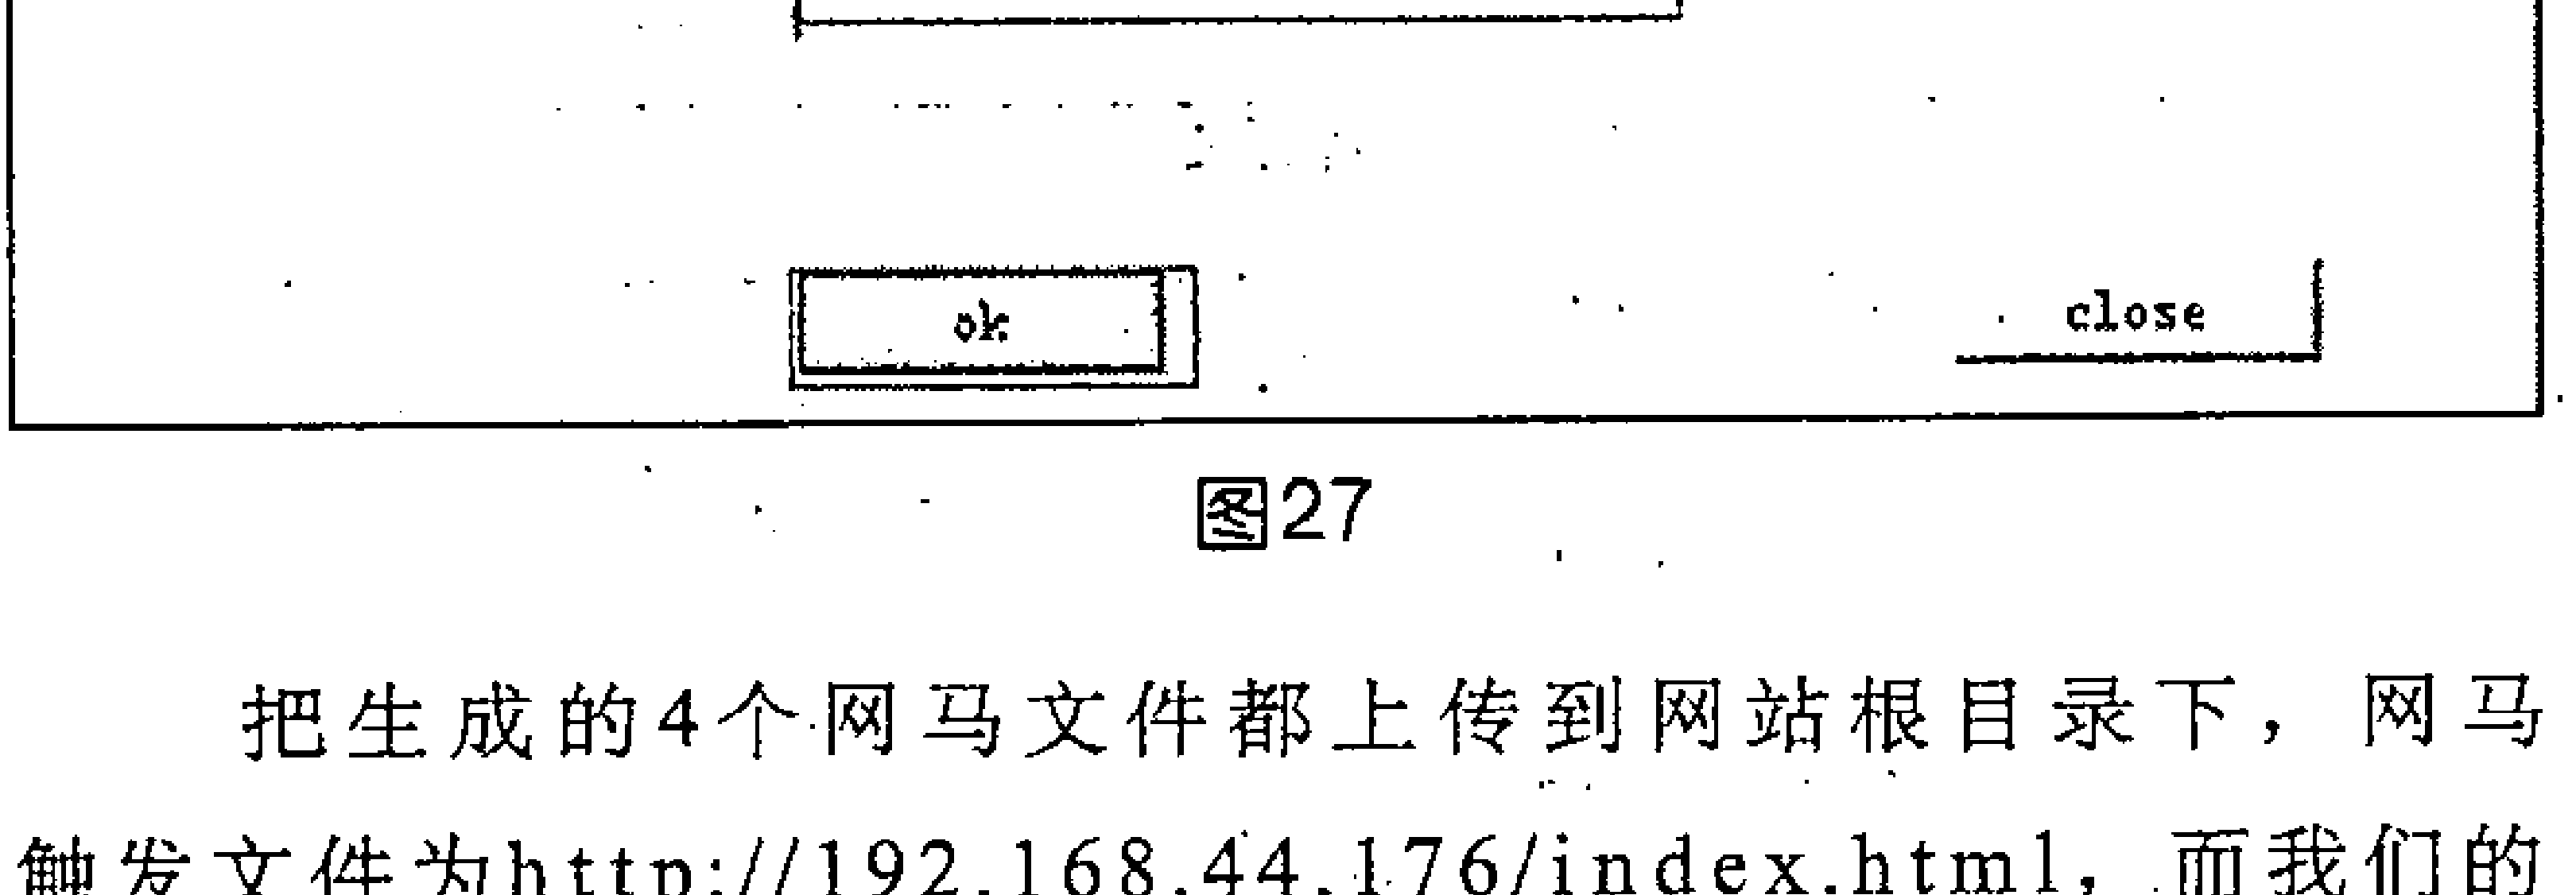 ok close
图27
把生成的4个网马文件都上传到网站根目录下，网马
触发文件为http://192.168.44.176/index.html，而我们的